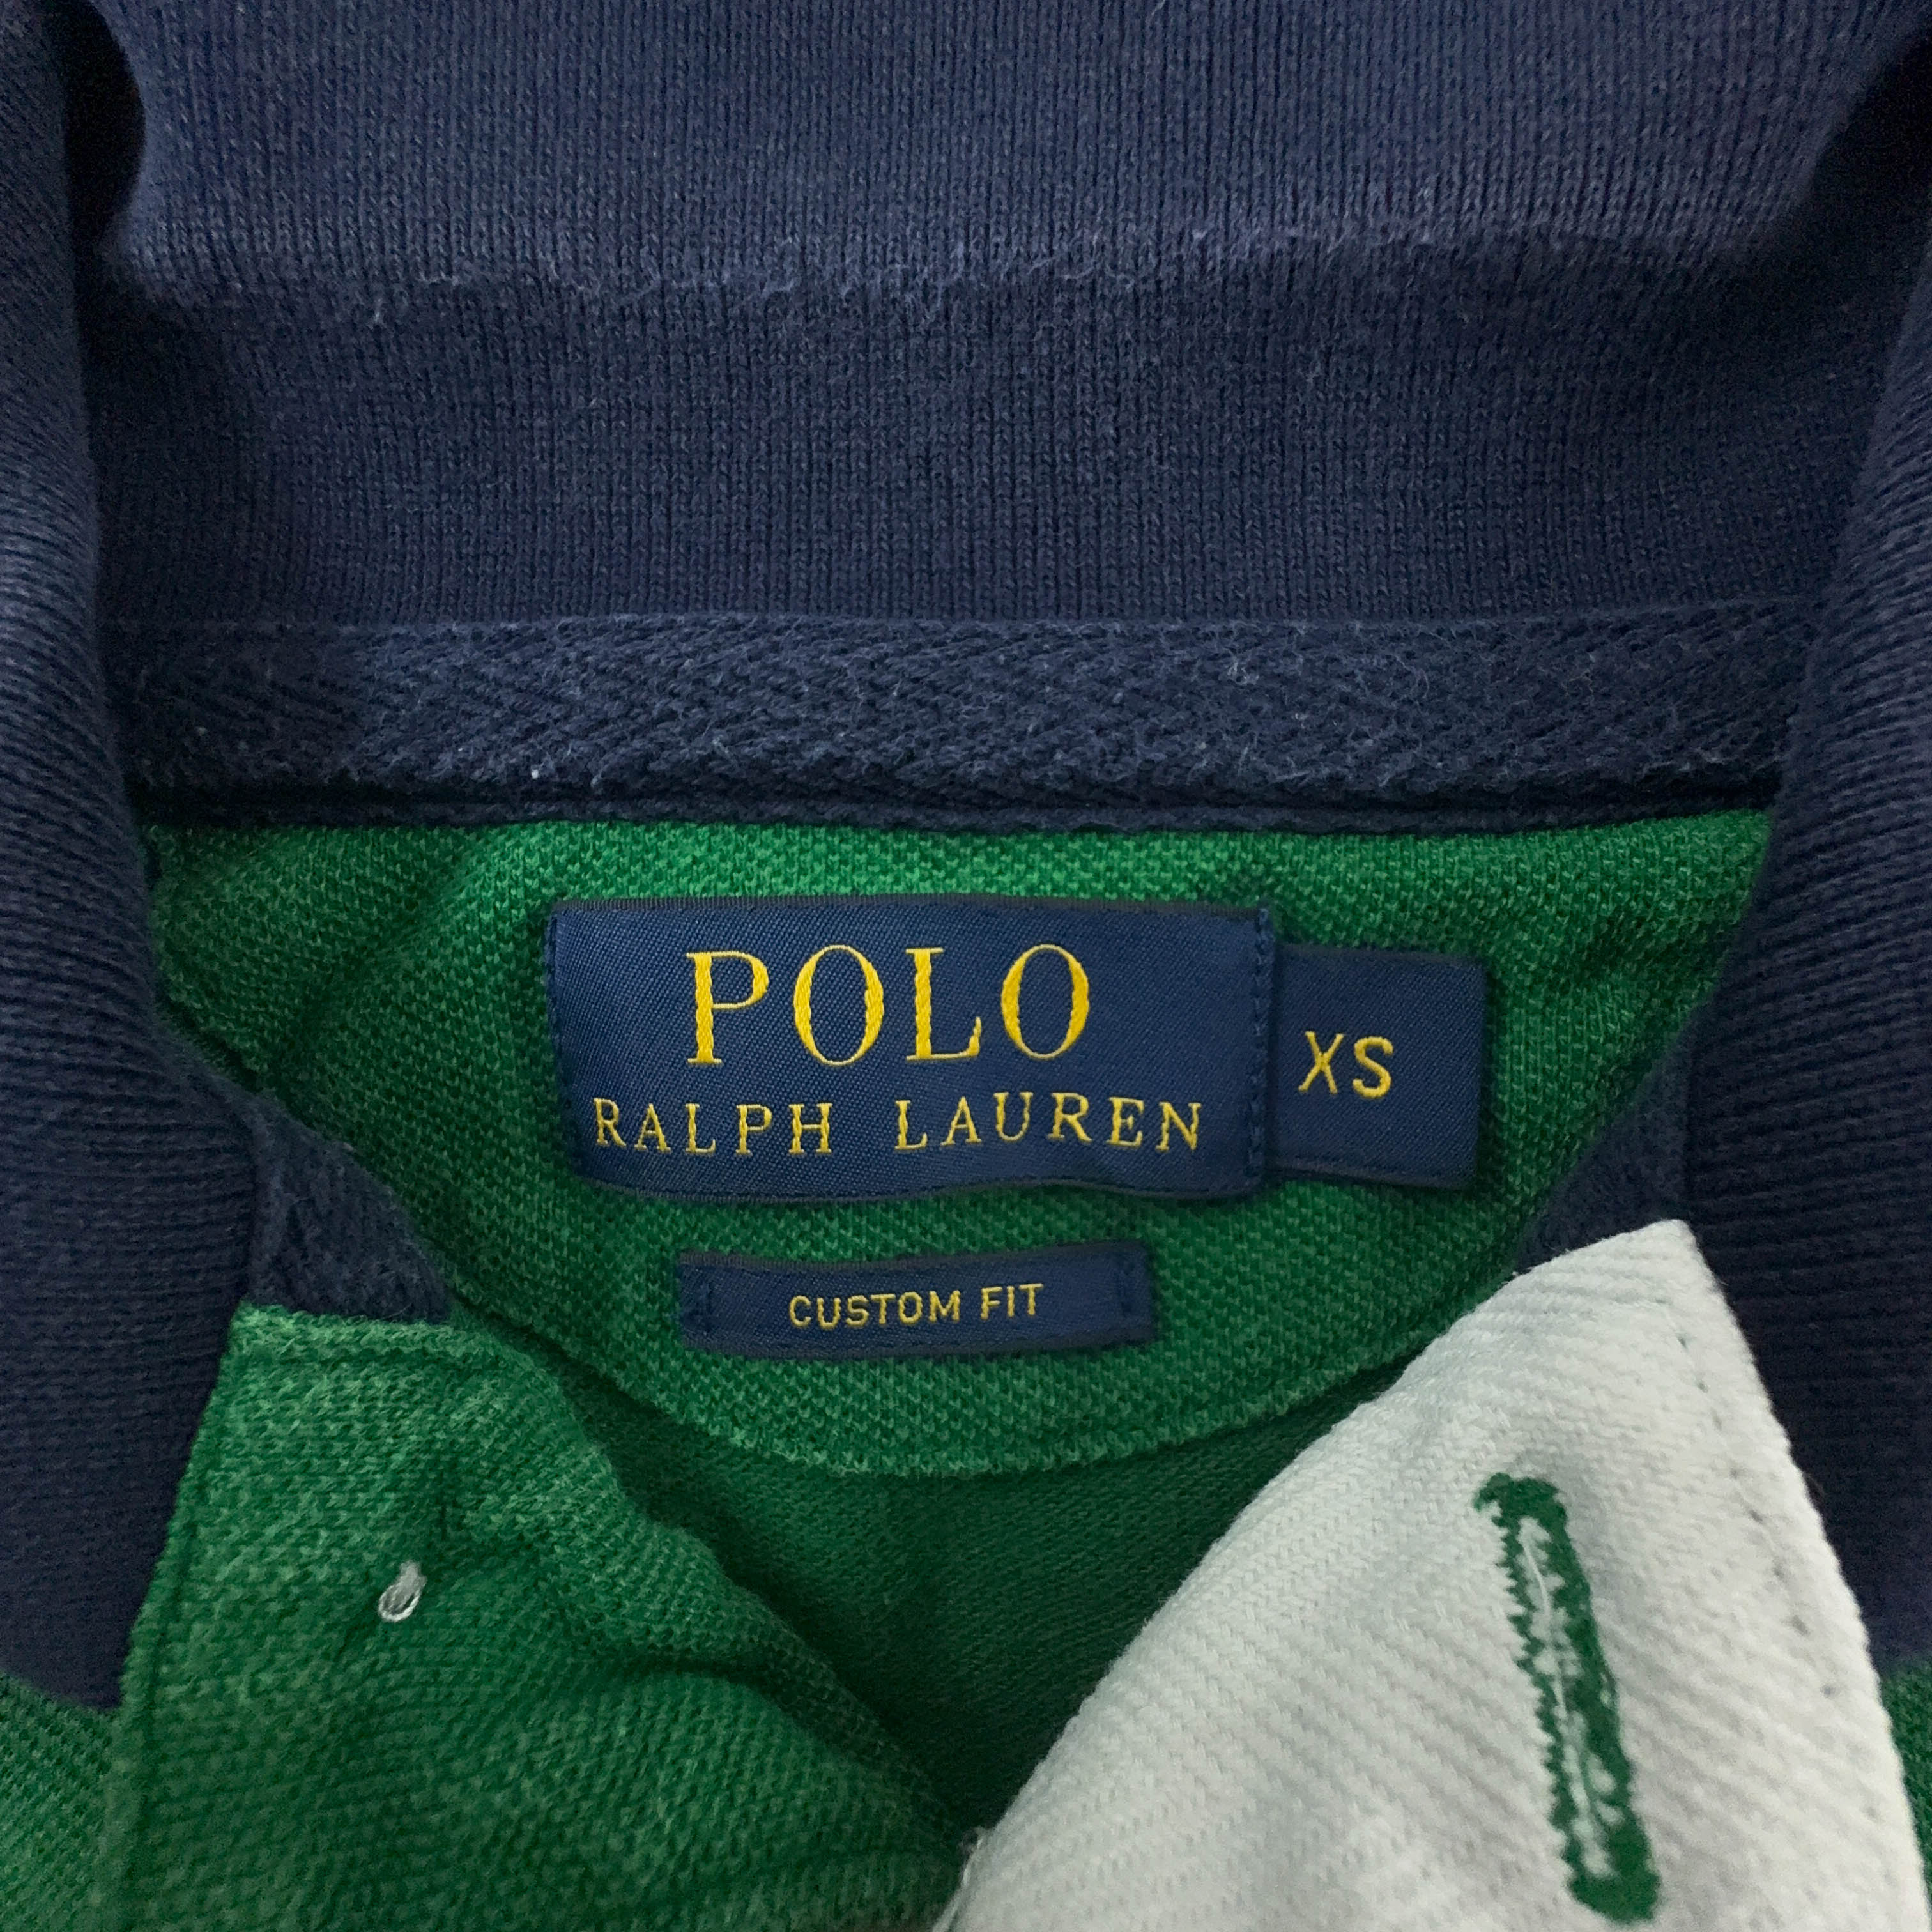 POLO
RALPH LAUREN
XS
CUSTOM FIT